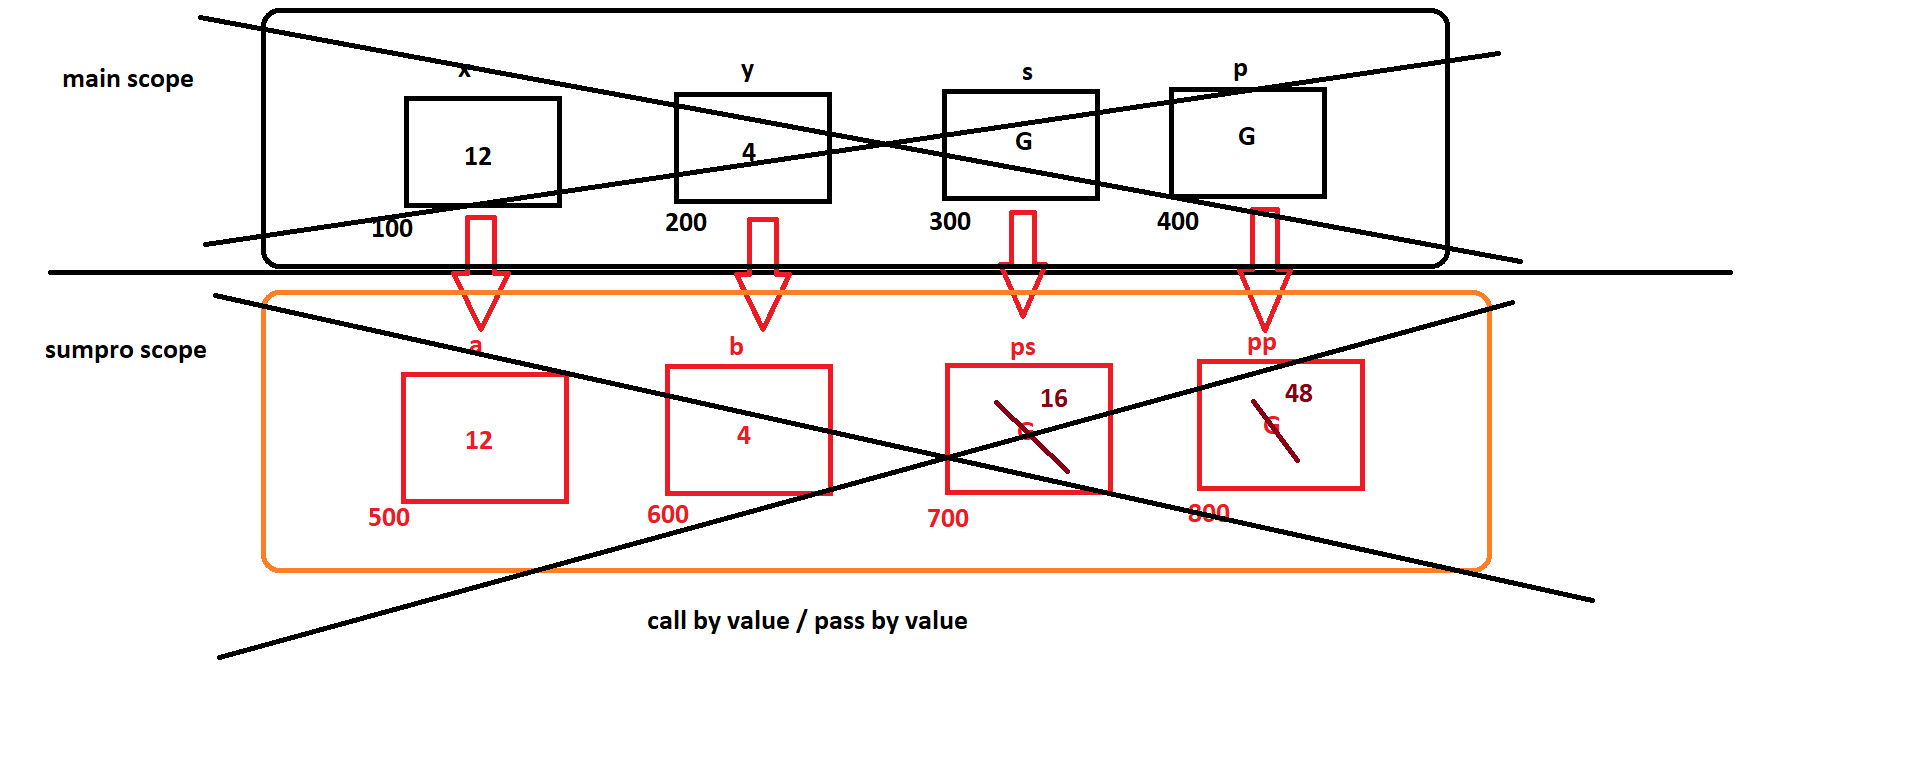 main scope
x y s p
12 4 G G
100 200 300 400
sumpro scope
a b ps pp
12 4 G 16 G 48
500 600 700 800
call by value / pass by value